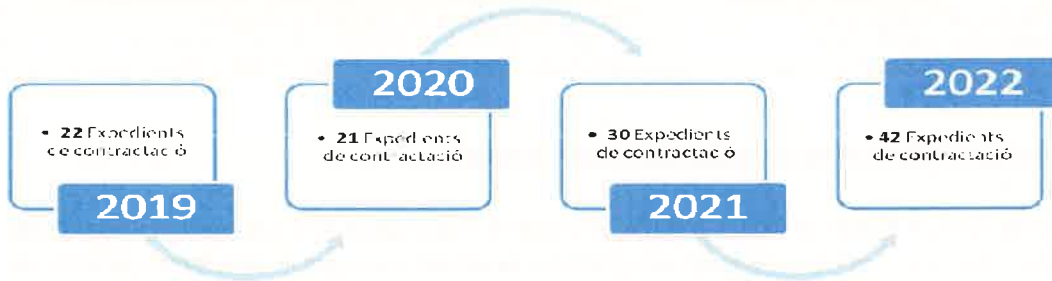 • 22 Expedients
de contractació
2019
2020
• 21 Expedients
de contractació
• 30 Expedients
de contractació
2021
2022
• 42 Expedients
de contractació